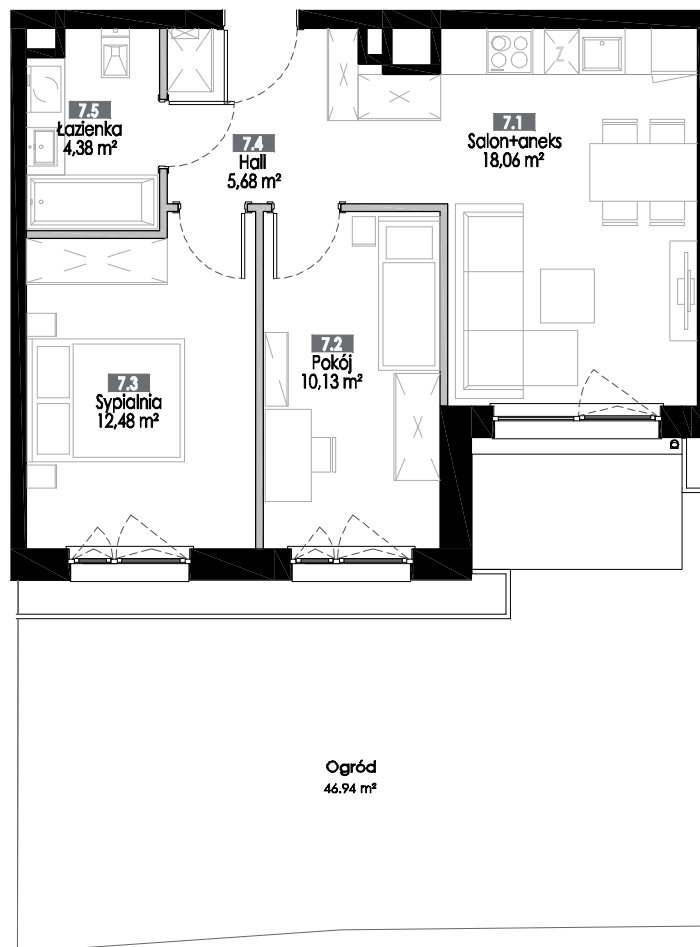 7.5
Łazienka
4,38 m²
7.4
Hall
5,68 m²
7.1
Salon+aneks
18,06 m²
Z
7.2
Pokój
10,13 m²
7.3
Sypialnia
12,48 m²
Ogród
46.94 m²